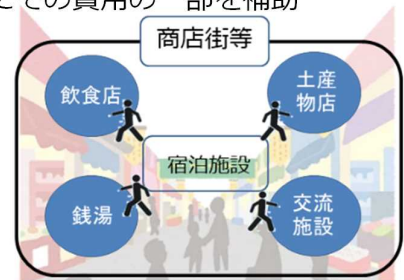 その費用の一部を補助
商店街等
飲食店
土産
物店
宿泊施設
銭湯
交流
施設